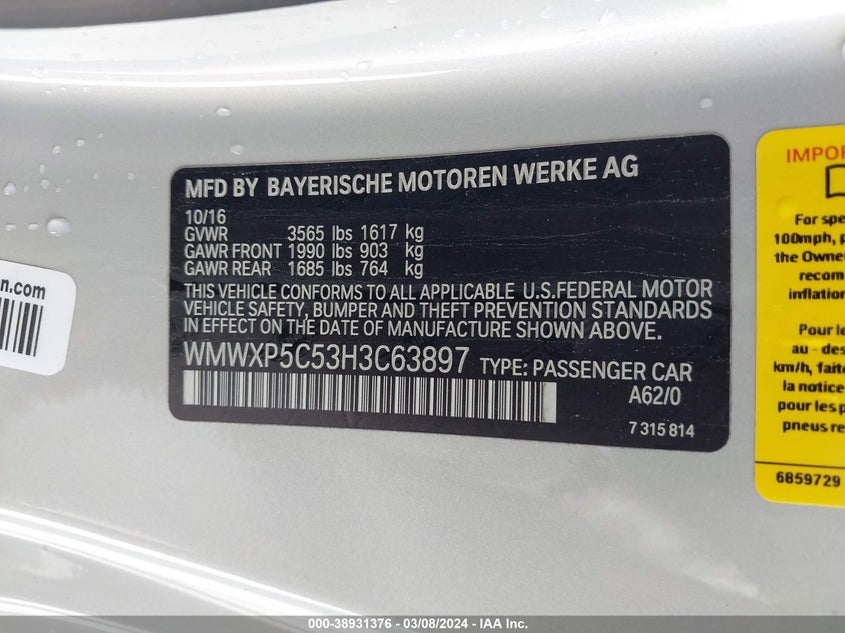 MFD BY BAYERISCHE MOTOREN WERKE AG
10/16
GVWR 3565 lbs 1617 kg
GAWR FRONT 1990 lbs 903 kg
GAWR REAR 1685 lbs 764 kg
THIS VEHICLE CONFORMS TO ALL APPLICABLE U.S.FEDERAL MOTOR
VEHICLE SAFETY, BUMPER AND THEFT PREVENTION STANDARDS
IN EFFECT ON THE DATE OF MANUFACTURE SHOWN ABOVE.
WMWXP5C53H3C63897 TYPE: PASSENGER CAR
A62/0
7 315 814
n.com
IMPOR
For spe
100mph, p
the Owner
recom
inflation
Pour le
au - des
km/h, faite
la notice
pour les p
pneus re
6859729
000-38931376 - 03/08/2024 - IAA Inc.